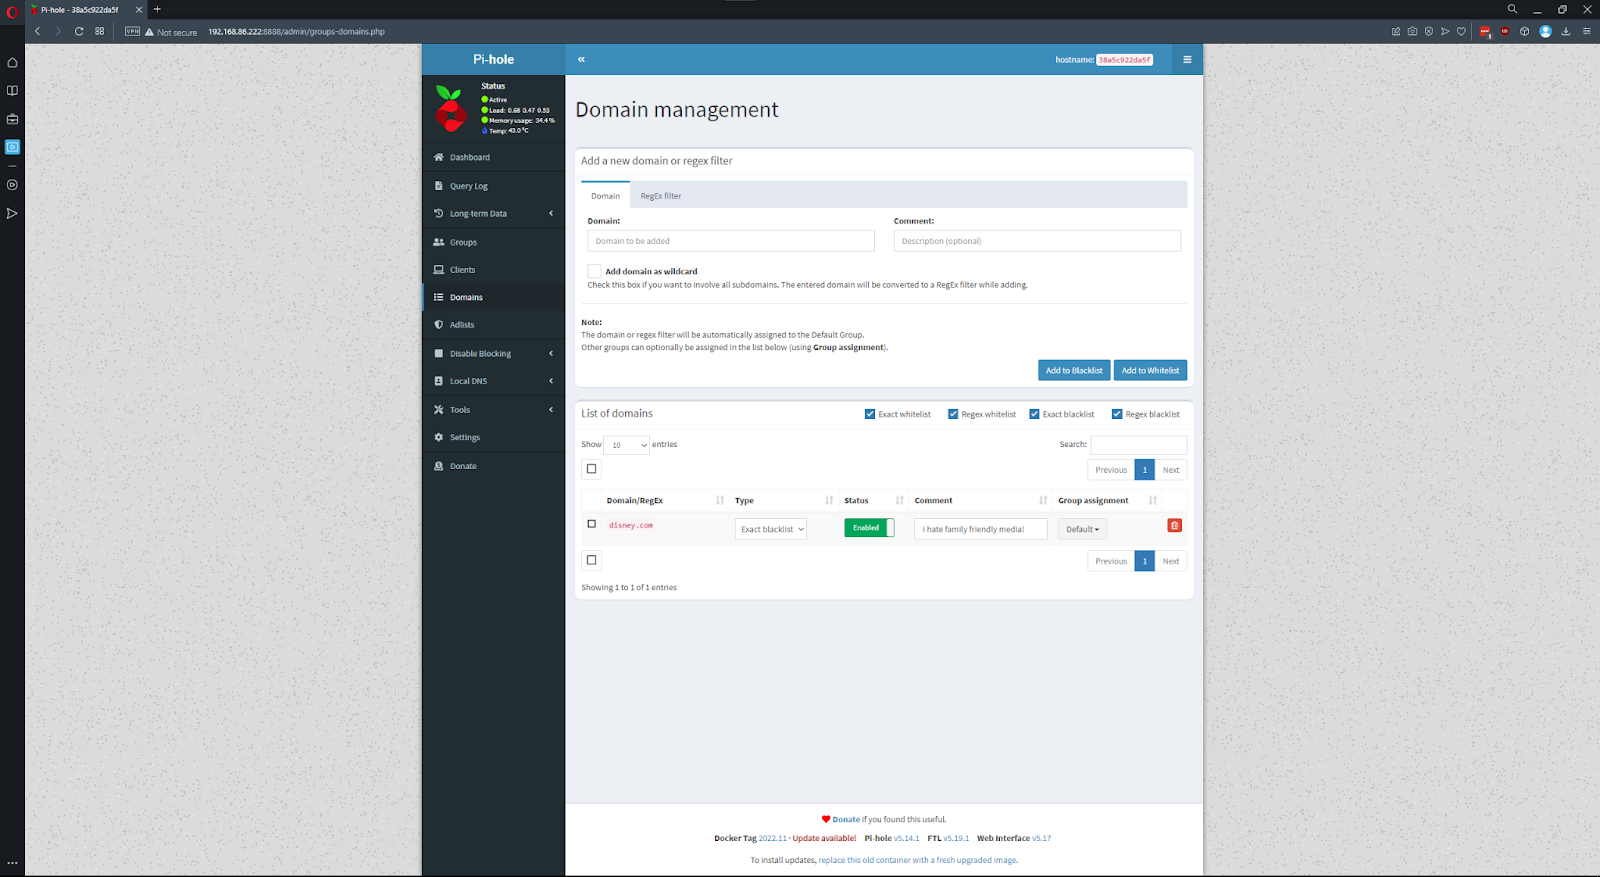 Pi-hole - 38a5c922da5f
VPN Not secure 192.168.86.222:8888/admin/groups-domains.php
Pi-hole
hostname: 38a5c922da5f
Status
Active
Load: 0.68 0.47 0.53
Memory usage: 34.4 %
Temp: 43.0 °C
Dashboard
Query Log
Long-term Data
Groups
Clients
Domains
Adlists
Disable Blocking
Local DNS
Tools
Settings
Donate
Domain management
Add a new domain or regex filter
Domain RegEx filter
Domain: Comment:
Domain to be added Description (optional)
Add domain as wildcard
Check this box if you want to involve all subdomains. The entered domain will be converted to a RegEx filter while adding.
Note:
The domain or regex filter will be automatically assigned to the Default Group.
Other groups can optionally be assigned in the list below (using Group assignment).
Add to Blacklist Add to Whitelist
List of domains Exact whitelist Regex whitelist Exact blacklist Regex blacklist
Show 10 entries Search:
Previous 1 Next
Domain/RegEx Type Status Comment Group assignment
disney.com Exact blacklist Enabled I hate family friendly media! Default
Previous 1 Next
Showing 1 to 1 of 1 entries
Donate if you found this useful.
Docker Tag 2022.11 · Update available! Pi-hole v5.14.1 FTL v5.19.1 Web Interface v5.17
To install updates, replace this old container with a fresh upgraded image.